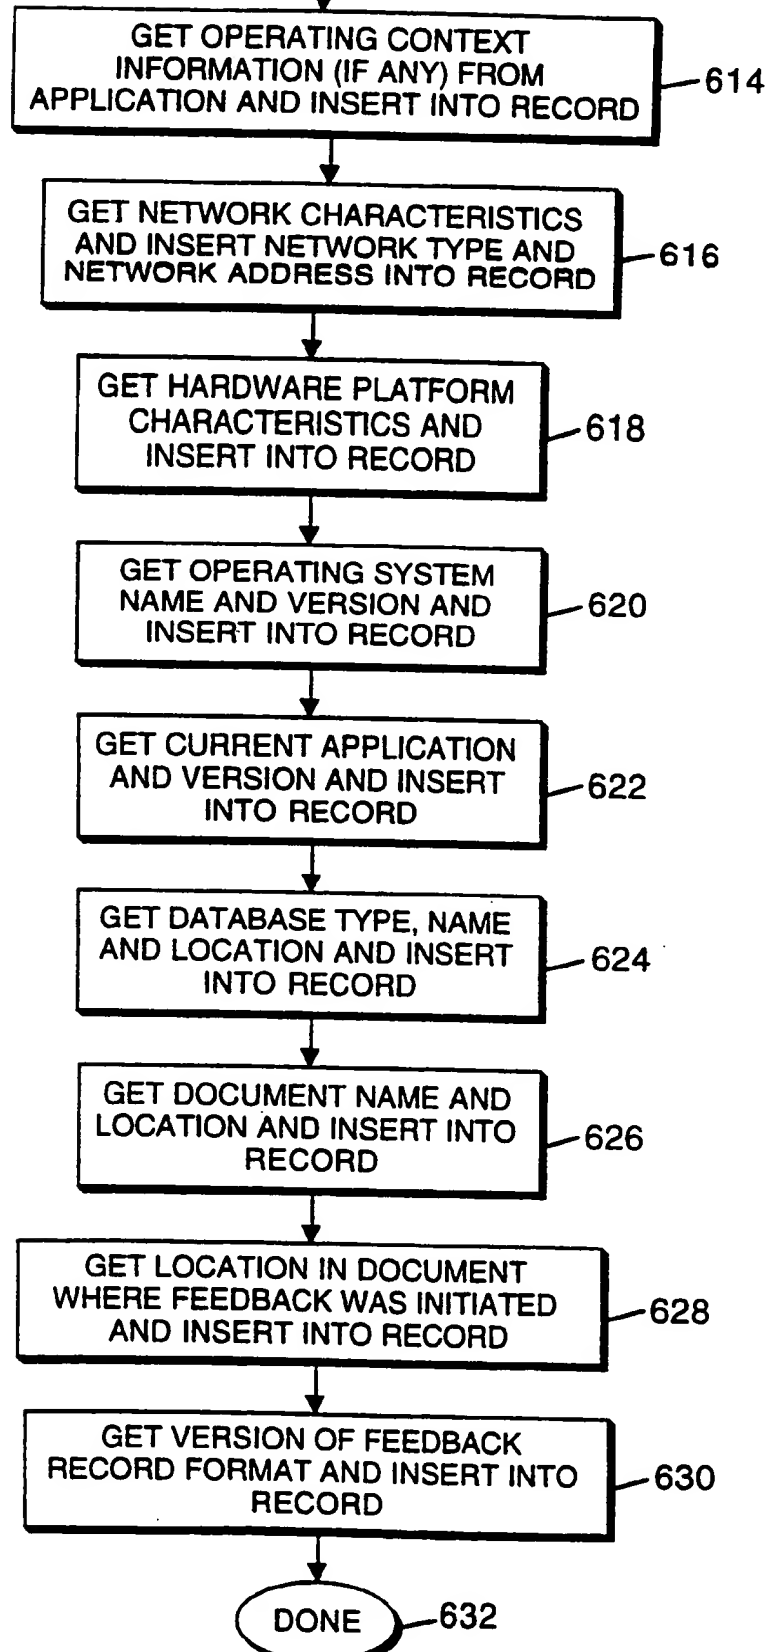 GET OPERATING CONTEXT
INFORMATION (IF ANY) FROM
APPLICATION AND INSERT INTO RECORD
614
GET NETWORK CHARACTERISTICS
AND INSERT NETWORK TYPE AND
NETWORK ADDRESS INTO RECORD
616
GET HARDWARE PLATFORM
CHARACTERISTICS AND
INSERT INTO RECORD
618
GET OPERATING SYSTEM
NAME AND VERSION AND
INSERT INTO RECORD
620
GET CURRENT APPLICATION
AND VERSION AND INSERT
INTO RECORD
622
GET DATABASE TYPE, NAME
AND LOCATION AND INSERT
INTO RECORD
624
GET DOCUMENT NAME AND
LOCATION AND INSERT INTO
RECORD
626
GET LOCATION IN DOCUMENT
WHERE FEEDBACK WAS INITIATED
AND INSERT INTO RECORD
628
GET VERSION OF FEEDBACK
RECORD FORMAT AND INSERT INTO
RECORD
630
DONE
632